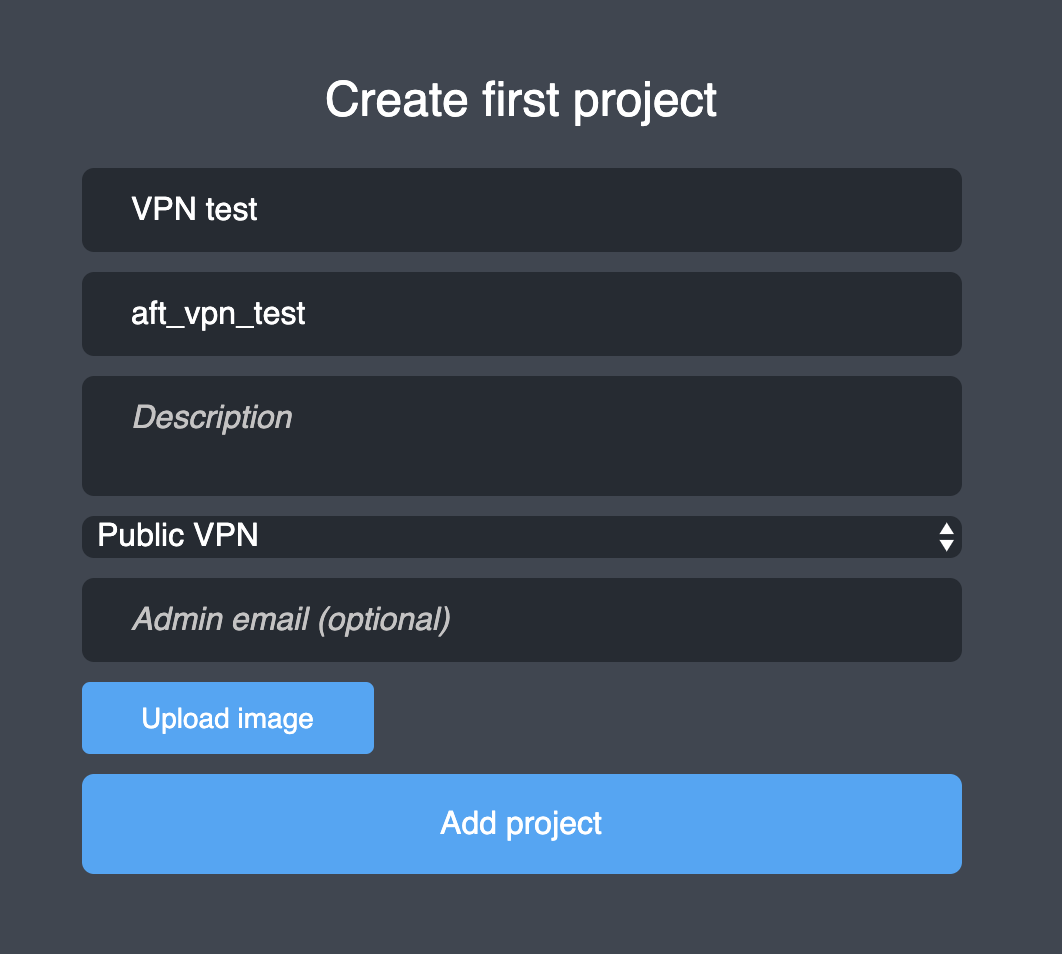 Create first project
VPN test
aft_vpn_test
Description
Public VPN
Admin email (optional)
Upload image
Add project